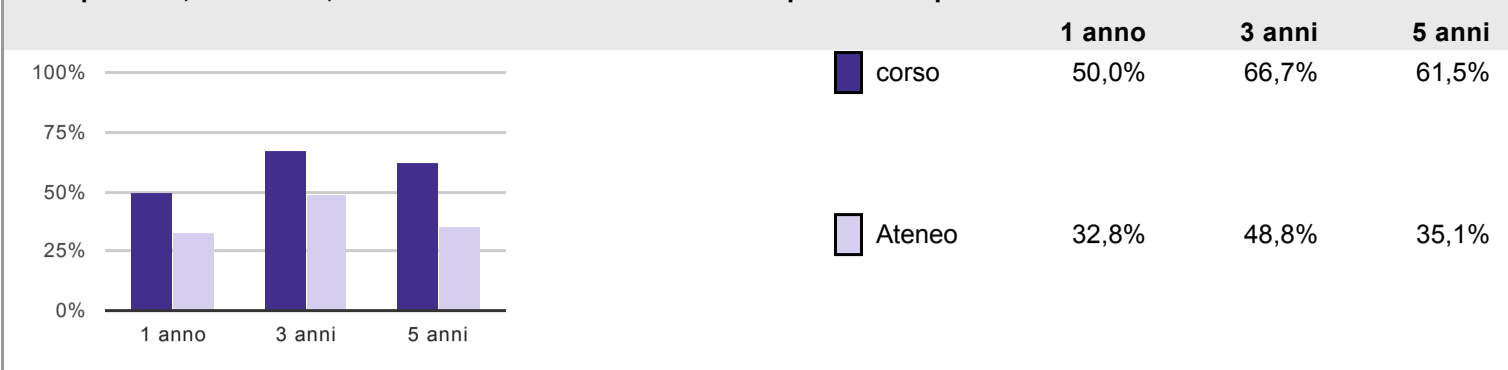 1 anno 3 anni 5 anni
100%
75%
50%
25%
0%
1 anno 3 anni 5 anni
corso 50,0% 66,7% 61,5%
Ateneo 32,8% 48,8% 35,1%